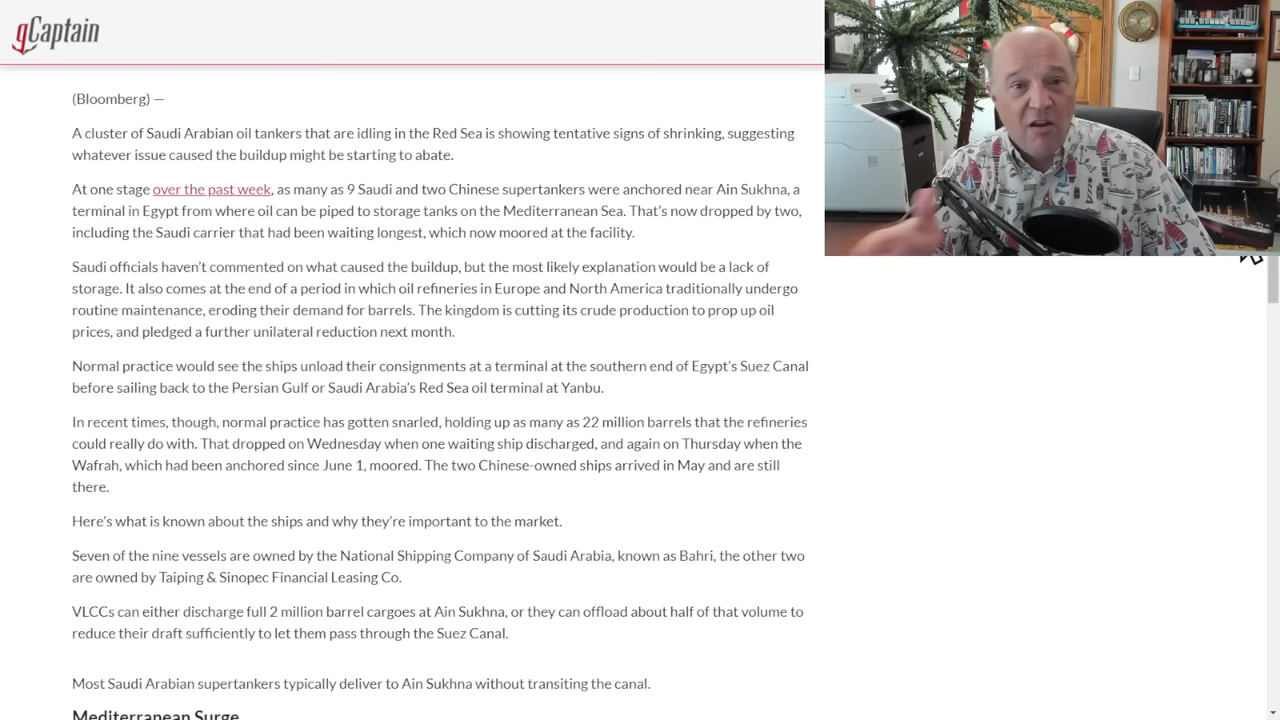 gCaptain
(Bloomberg) —
A cluster of Saudi Arabian oil tankers that are idling in the Red Sea is showing tentative signs of shrinking, suggesting
whatever issue caused the buildup might be starting to abate.
At one stage over the past week, as many as 9 Saudi and two Chinese supertankers were anchored near Ain Sukhna, a
terminal in Egypt from where oil can be piped to storage tanks on the Mediterranean Sea. That’s now dropped by two,
including the Saudi carrier that had been waiting longest, which now moored at the facility.
Saudi officials haven’t commented on what caused the buildup, but the most likely explanation would be a lack of
storage. It also comes at the end of a period in which oil refineries in Europe and North America traditionally undergo
routine maintenance, eroding their demand for barrels. The kingdom is cutting its crude production to prop up oil
prices, and pledged a further unilateral reduction next month.
Normal practice would see the ships unload their consignments at a terminal at the southern end of Egypt’s Suez Canal
before sailing back to the Persian Gulf or Saudi Arabia’s Red Sea oil terminal at Yanbu.
In recent times, though, normal practice has gotten snarled, holding up as many as 22 million barrels that the refineries
could really do with. That dropped on Wednesday when one waiting ship discharged, and again on Thursday when the
Wafrah, which had been anchored since June 1, moored. The two Chinese-owned ships arrived in May and are still
there.
Here’s what is known about the ships and why they’re important to the market.
Seven of the nine vessels are owned by the National Shipping Company of Saudi Arabia, known as Bahri, the other two
are owned by Taiping & Sinopec Financial Leasing Co.
VLCCs can either discharge full 2 million barrel cargoes at Ain Sukhna, or they can offload about half of that volume to
reduce their draft sufficiently to let them pass through the Suez Canal.
Most Saudi Arabian supertankers typically deliver to Ain Sukhna without transiting the canal.
Mediterranean Surge